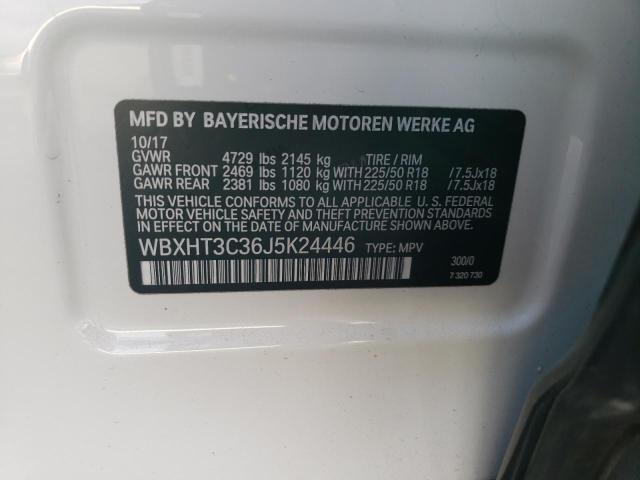 MFD BY BAYERISCHE MOTOREN WERKE AG
10/17
GVWR 4729 lbs 2145 kg TIRE / RIM
GAWR FRONT 2469 lbs 1120 kg WITH 225/50 R18 /7.5Jx18
GAWR REAR 2381 lbs 1080 kg WITH 225/50 R18 /7.5Jx18
THIS VEHICLE CONFORMS TO ALL APPLICABLE U. S. FEDERAL
MOTOR VEHICLE SAFETY AND THEFT PREVENTION STANDARDS
IN EFFECT ON THE DATE OF MANUFACTURE SHOWN ABOVE.
WBXHT3C36J5K24446 TYPE: MPV
300/0
7 320 730